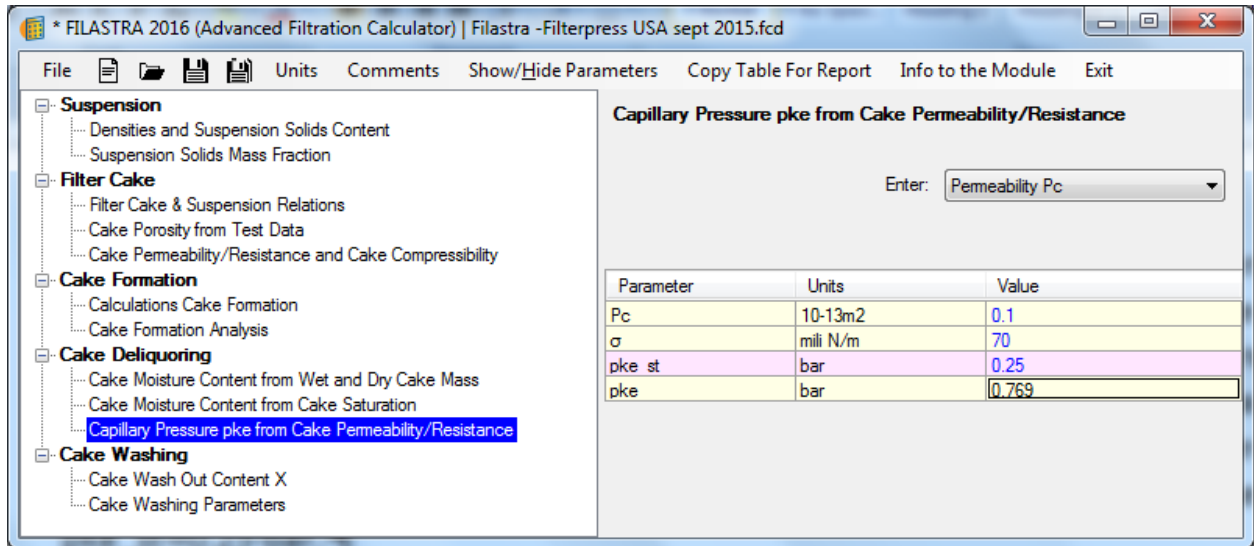 * FILASTRA 2016 (Advanced Filtration Calculator) | Filastra -Filterpress USA sept 2015.fcd
File Units Comments Show/Hide Parameters Copy Table For Report Info to the Module Exit
Suspension
Densities and Suspension Solids Content
Suspension Solids Mass Fraction
Filter Cake
Filter Cake & Suspension Relations
Cake Porosity from Test Data
Cake Permeability/Resistance and Cake Compressibility
Cake Formation
Calculations Cake Formation
Cake Formation Analysis
Cake Deliquoring
Cake Moisture Content from Wet and Dry Cake Mass
Cake Moisture Content from Cake Saturation
Capillary Pressure pke from Cake Permeability/Resistance
Cake Washing
Cake Wash Out Content X
Cake Washing Parameters
Capillary Pressure pke from Cake Permeability/Resistance
Enter: Permeability Pc
Parameter Units Value
Pc 10-13m2 0.1
σ mili N/m 70
pke st bar 0.25
pke bar 0.769